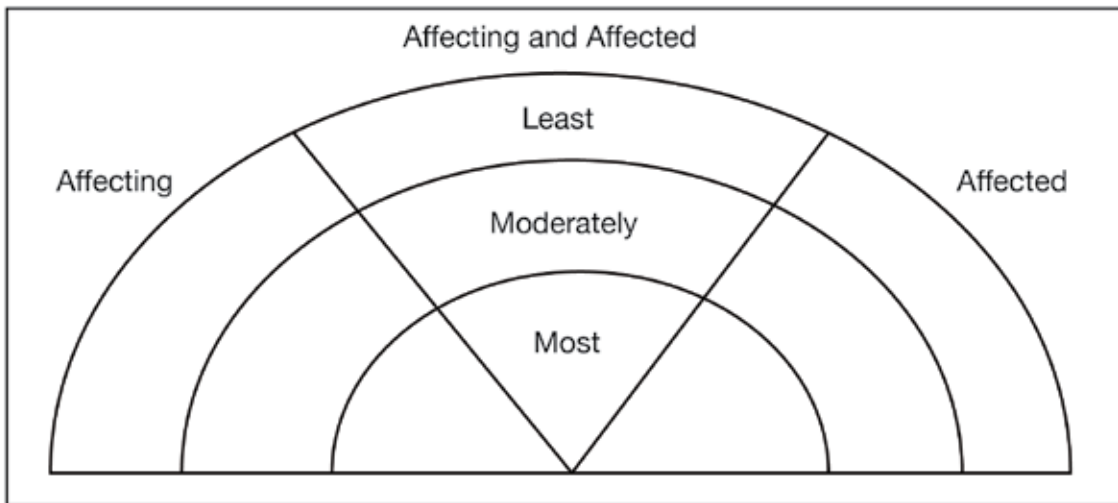 Affecting and Affected
Least
Affecting
Affected
Moderately
Most